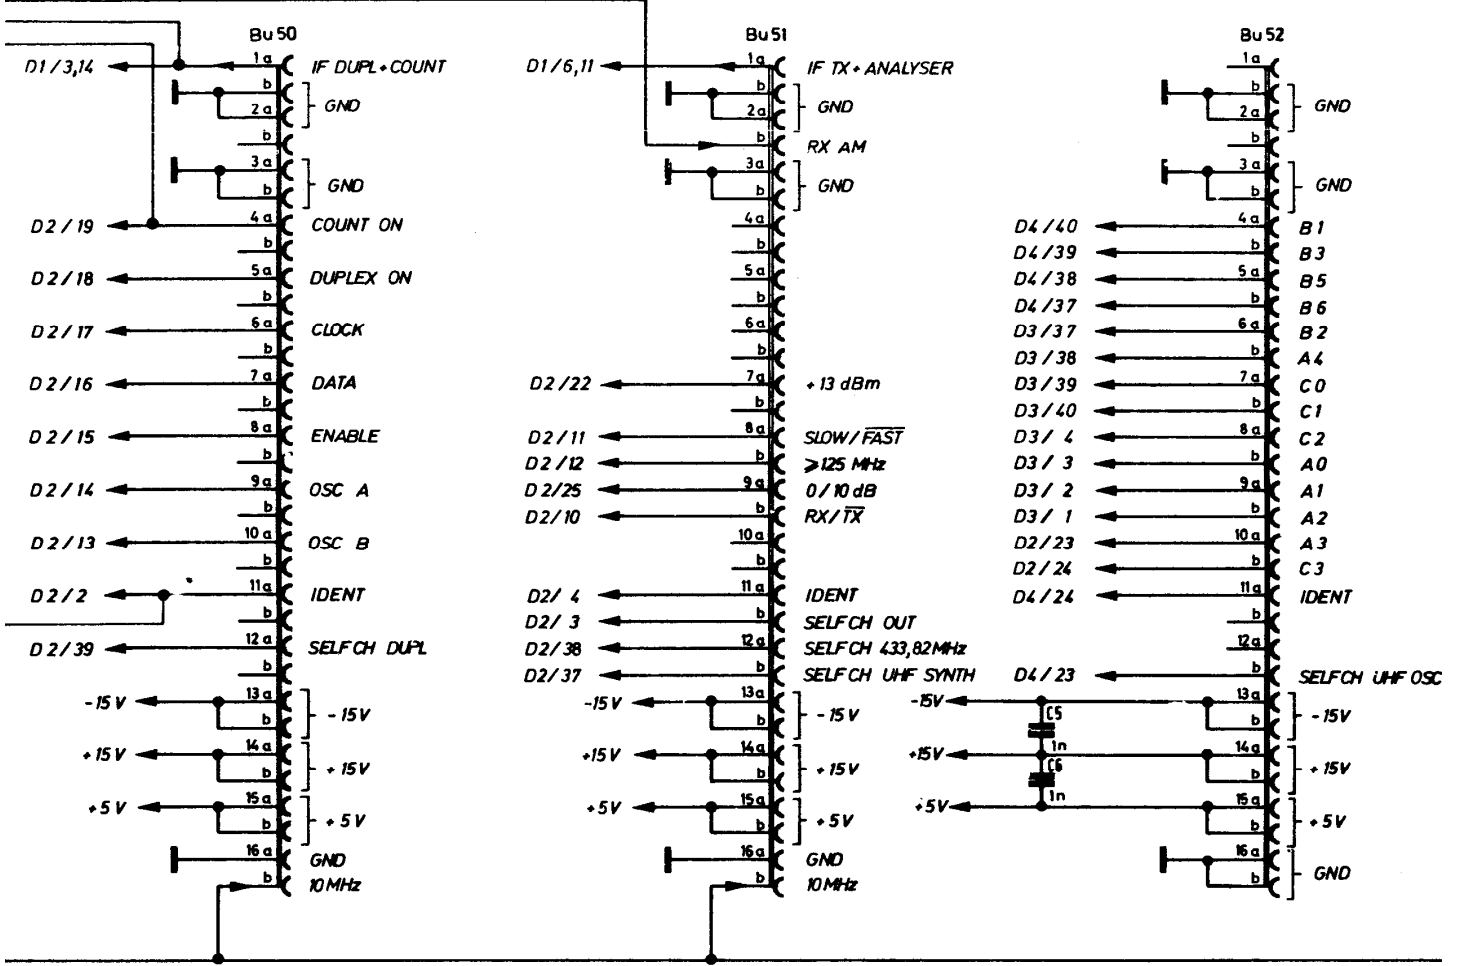 Bu 50
D1/3,14 1a IF DUPL+COUNT
b GND
2a
b
3a GND
b
D2/19 4a COUNT ON
b
D2/18 5a DUPLEX ON
b
D2/17 6a CLOCK
b
D2/16 7a DATA
b
D2/15 8a ENABLE
b
D2/14 9a OSC A
b
D2/13 10a OSC B
b
D2/2 11a IDENT
b
D2/39 12a SELFCH DUPL
b
-15V 13a -15V
b
+15V 14a +15V
b
+5V 15a +5V
b
16a GND
b 10MHz
Bu 51
D1/6,11 1a IF TX+ANALYSER
b GND
2a
b RX AM
3a GND
b
4a
b
5a
b
6a
b
D2/22 7a +13 dBm
b
D2/11 8a SLOW/FAST
D2/12 b ≥125 MHz
D2/25 9a 0/10 dB
D2/10 b RX/TX
10a
b
D2/ 4 11a IDENT
D2/ 3 b SELFCH OUT
D2/38 12a SELFCH 433,82MHz
D2/37 b SELFCH UHF SYNTH
-15V 13a -15V
b
+15V 14a +15V
b
+5V 15a +5V
b
16a GND
b 10MHz
Bu 52
1a
b GND
2a
b
3a GND
b
D4/40 4a B1
D4/39 b B3
D4/38 5a B5
D4/37 b B6
D3/37 6a B2
D3/38 b A4
D3/39 7a C0
D3/40 b C1
D3/ 4 8a C2
D3/ 3 b A0
D3/ 2 9a A1
D3/ 1 b A2
D2/23 10a A3
D2/24 b C3
D4/24 11a IDENT
b
12a
D4/23 b SELFCH UHF OSC
-15V 13a -15V
C5 b
1n
+15V 14a +15V
C6 b
1n
+5V 15a +5V
b
16a GND
b